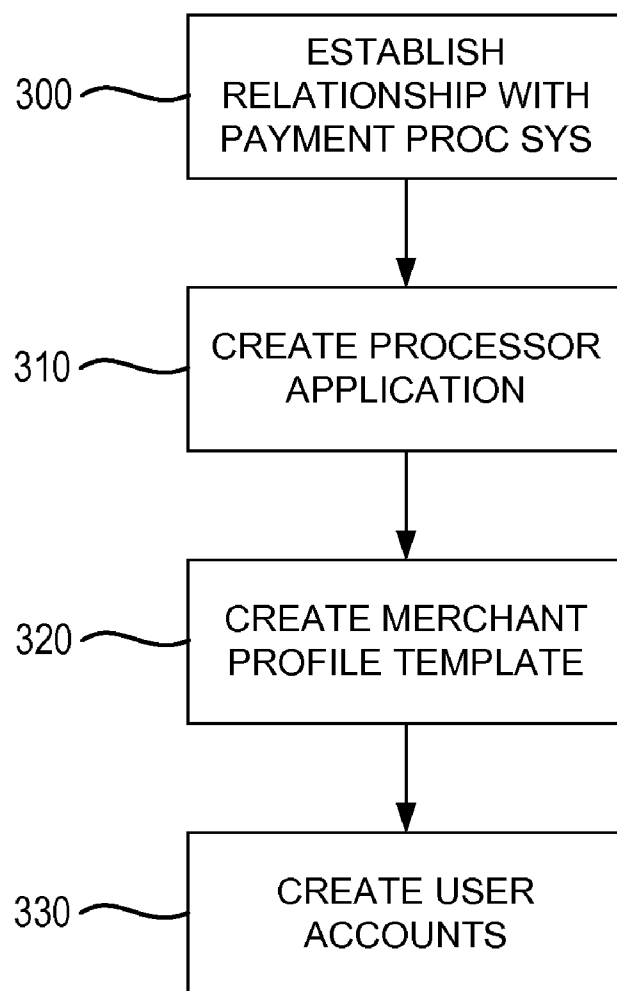 300
ESTABLISH
RELATIONSHIP WITH
PAYMENT PROC SYS
310
CREATE PROCESSOR
APPLICATION
320
CREATE MERCHANT
PROFILE TEMPLATE
330
CREATE USER
ACCOUNTS